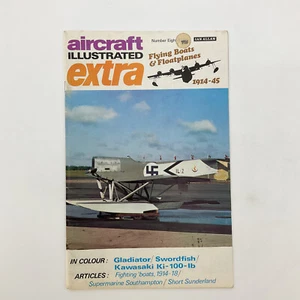 aircraft
ILLUSTRATED
extra
Number Eight
IAN ALLAN
Flying Boats
& Floatplanes
1914-45
IN COLOUR: Gladiator/ Swordfish/
Kawasaki Ki-100-Ib
ARTICLES: Fighting boats, 1914-18/
Supermarine Southampton/ Short Sunderland